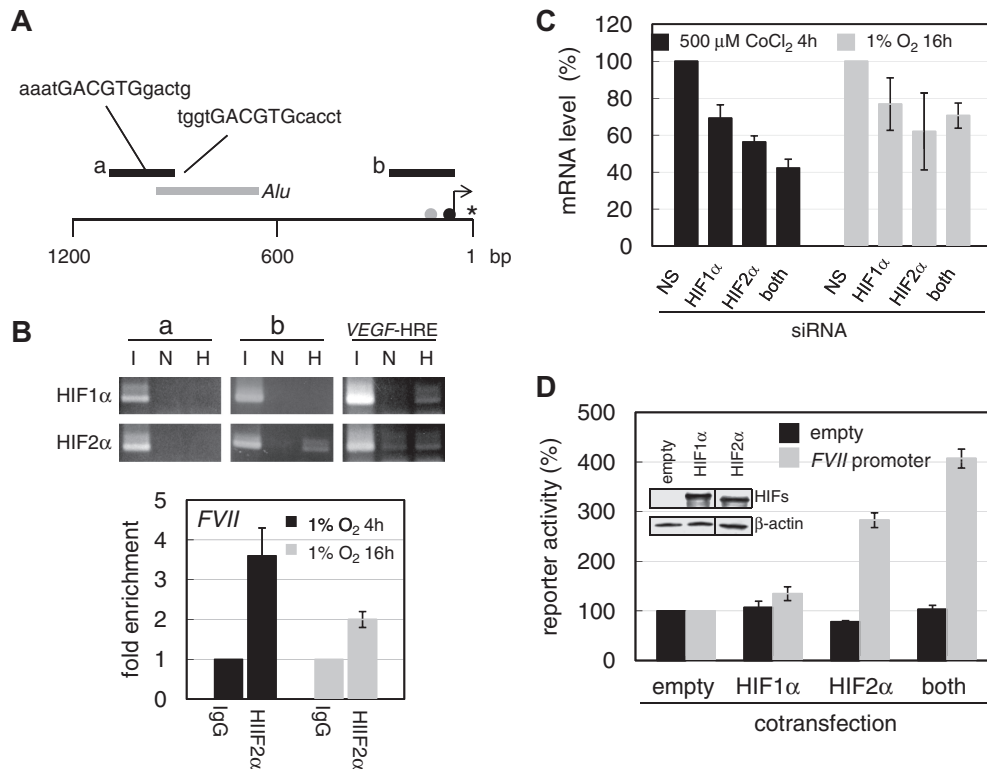 A
aaatGACGTGgactg
tggtGACGTGcacct
a
b
Alu
*
1200 600 1 bp
B
a b VEGF-HRE
I N H I N H I N H
HIF1α
HIF2α
FVII
1% O2 4h
1% O2 16h
fold enrichment
5
4
3
2
1
0
IgG HIIF2α IgG HIIF2α
C
500 μM CoCl2 4h 1% O2 16h
mRNA level (%)
120
100
80
60
40
20
0
NS HIF1α HIF2α both NS HIF1α HIF2α both
siRNA
D
empty
FVII promoter
empty HIF1α HIF2α
HIFs
β-actin
reporter activity (%)
500
400
300
200
100
0
empty HIF1α HIF2α both
cotransfection